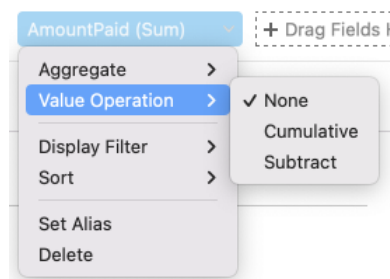 AmountPaid (Sum)
+ Drag Fields
Aggregate
Value Operation
None
Cumulative
Subtract
Display Filter
Sort
Set Alias
Delete